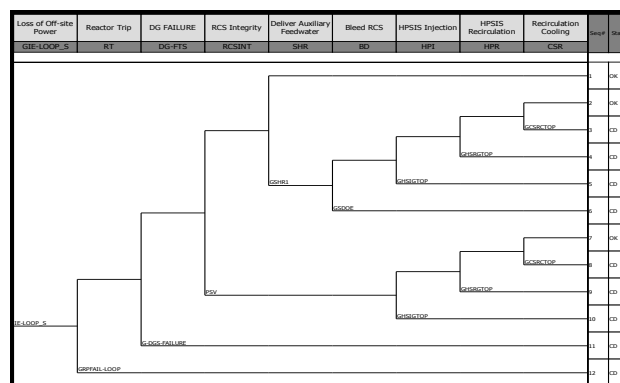 Loss of Off-site Power
Reactor Trip
DG FAILURE
RCS Integrity
Deliver Auxiliary Feedwater
Bleed RCS
HPSIS Injection
HPSIS Recirculation
Recirculation Cooling
Seq#
Sta
GIE-LOOP_S
RT
DG-FTS
RCSINT
SHR
BD
HPI
HPR
CSR
1 OK
2 OK
GCSRCTOP
3 CD
GHSRGTOP
4 CD
GSHR1
GHSIGTOP
5 CD
GSDOE
6 CD
7 OK
GCSRCTOP
8 CD
PSV
GHSRGTOP
9 CD
GHSIGTOP
10 CD
IE-LOOP_S
G-DGS-FAILURE
11 CD
GRPFAIL-LOOP
12 CD